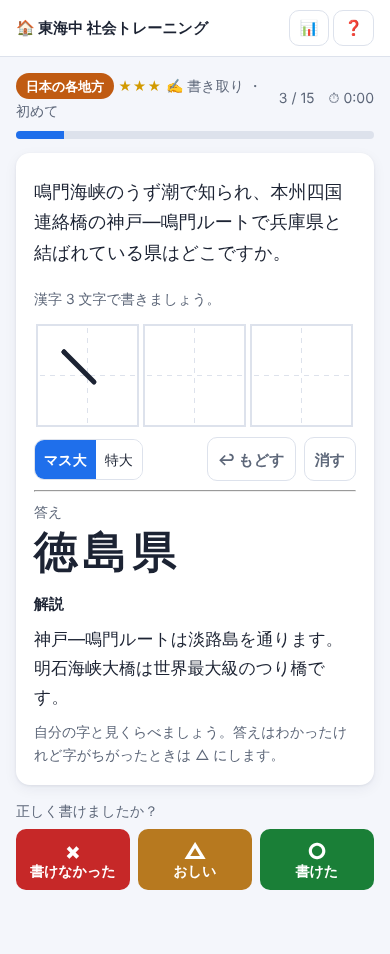 🏠 東海中 社会トレーニング
📊 ❓
日本の各地方 ★★★ ✍ 書き取り ・
初めて
3 / 15 ⏱ 0:00
鳴門海峡のうず潮で知られ、本州四国
連絡橋の神戸―鳴門ルートで兵庫県と
結ばれている県はどこですか。
漢字 3 文字で書きましょう。
マス大 特大 ↩ もどす 消す
答え
徳島県
解説
神戸―鳴門ルートは淡路島を通ります。
明石海峡大橋は世界最大級のつり橋で
す。
自分の字と見くらべましょう。答えはわかったけ
れど字がちがったときは △ にします。
正しく書けましたか？
✖ 書けなかった
△ おしい
○ 書けた